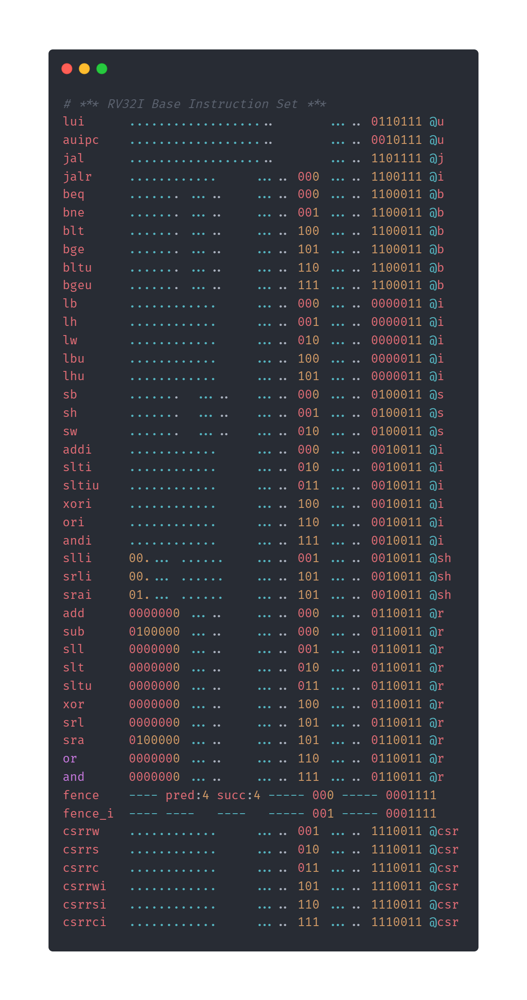 # *** RV32I Base Instruction Set ***
lui      ....................       ..... 0110111 @u
auipc    ....................       ..... 0010111 @u
jal      ....................       ..... 1101111 @j
jalr     ............     ..... 000 ..... 1100111 @i
beq      ....... .....    ..... 000 ..... 1100011 @b
bne      ....... .....    ..... 001 ..... 1100011 @b
blt      ....... .....    ..... 100 ..... 1100011 @b
bge      ....... .....    ..... 101 ..... 1100011 @b
bltu     ....... .....    ..... 110 ..... 1100011 @b
bgeu     ....... .....    ..... 111 ..... 1100011 @b
lb       ............     ..... 000 ..... 0000011 @i
lh       ............     ..... 001 ..... 0000011 @i
lw       ............     ..... 010 ..... 0000011 @i
lbu      ............     ..... 100 ..... 0000011 @i
lhu      ............     ..... 101 ..... 0000011 @i
sb       .......  .....   ..... 000 ..... 0100011 @s
sh       .......  .....   ..... 001 ..... 0100011 @s
sw       .......  .....   ..... 010 ..... 0100011 @s
addi     ............     ..... 000 ..... 0010011 @i
slti     ............     ..... 010 ..... 0010011 @i
sltiu    ............     ..... 011 ..... 0010011 @i
xori     ............     ..... 100 ..... 0010011 @i
ori      ............     ..... 110 ..... 0010011 @i
andi     ............     ..... 111 ..... 0010011 @i
slli     00.... ......    ..... 001 ..... 0010011 @sh
srli     00.... ......    ..... 101 ..... 0010011 @sh
srai     01.... ......    ..... 101 ..... 0010011 @sh
add      0000000 .....    ..... 000 ..... 0110011 @r
sub      0100000 .....    ..... 000 ..... 0110011 @r
sll      0000000 .....    ..... 001 ..... 0110011 @r
slt      0000000 .....    ..... 010 ..... 0110011 @r
sltu     0000000 .....    ..... 011 ..... 0110011 @r
xor      0000000 .....    ..... 100 ..... 0110011 @r
srl      0000000 .....    ..... 101 ..... 0110011 @r
sra      0100000 .....    ..... 101 ..... 0110011 @r
or       0000000 .....    ..... 110 ..... 0110011 @r
and      0000000 .....    ..... 111 ..... 0110011 @r
fence    ---- pred:4 succ:4 ----- 000 ----- 0001111
fence_i  ---- ----   ----   ----- 001 ----- 0001111
csrrw    ............     ..... 001 ..... 1110011 @csr
csrrs    ............     ..... 010 ..... 1110011 @csr
csrrc    ............     ..... 011 ..... 1110011 @csr
csrrwi   ............     ..... 101 ..... 1110011 @csr
csrrsi   ............     ..... 110 ..... 1110011 @csr
csrrci   ............     ..... 111 ..... 1110011 @csr